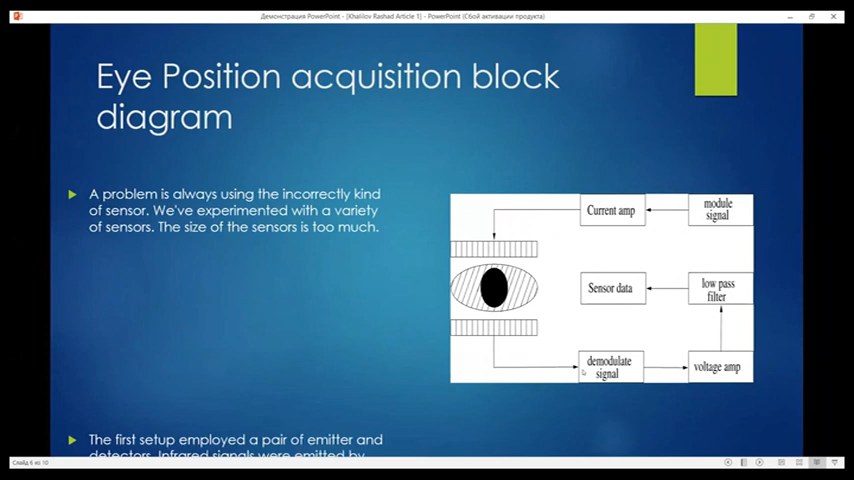 Демонстрация PowerPoint - [Khalilov Rashad Article 1] - PowerPoint (Сбой активации продукта)
Eye Position acquisition block
diagram
A problem is always using the incorrectly kind
of sensor. We've experimented with a variety
of sensors. The size of the sensors is too much.
Current amp
module
signal
Sensor data
low pass
filter
demodulate
signal
voltage amp
The first setup employed a pair of emitter and
detectors. Infrared signals were emitted by
Слайд 6 из 10